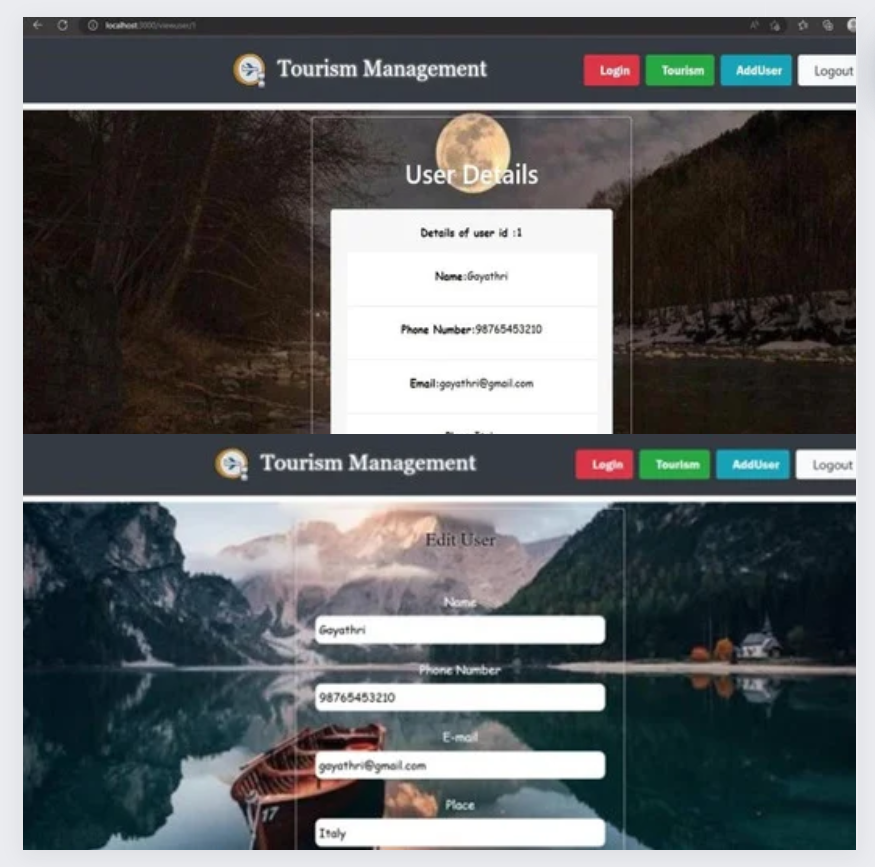 localhost:3000/viewuser/1
Tourism Management
Login Tourism AddUser Logout
User Details
Details of user id :1
Name:Gayathri
Phone Number:98765453210
Email:gayathri@gmail.com
Tourism Management
Login Tourism AddUser Logout
Edit User
Name
Gayathri
Phone Number
98765453210
E-mail
gayathri@gmail.com
17
Place
Italy